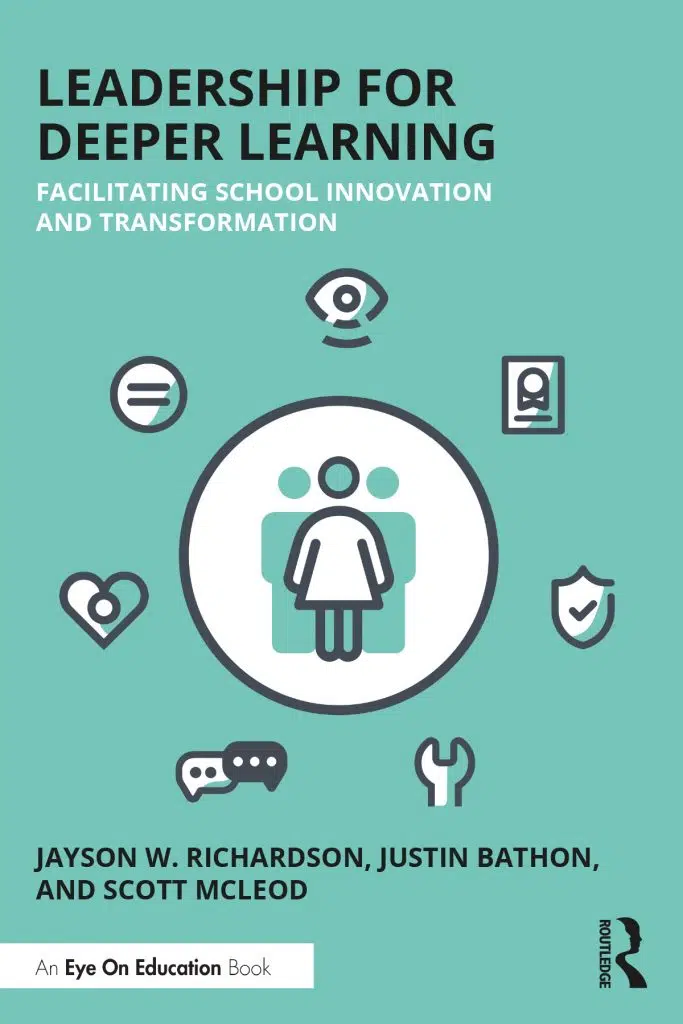 LEADERSHIP FOR
DEEPER LEARNING
FACILITATING SCHOOL INNOVATION
AND TRANSFORMATION
JAYSON W. RICHARDSON, JUSTIN BATHON,
AND SCOTT MCLEOD
An Eye On Education Book
ROUTLEDGE